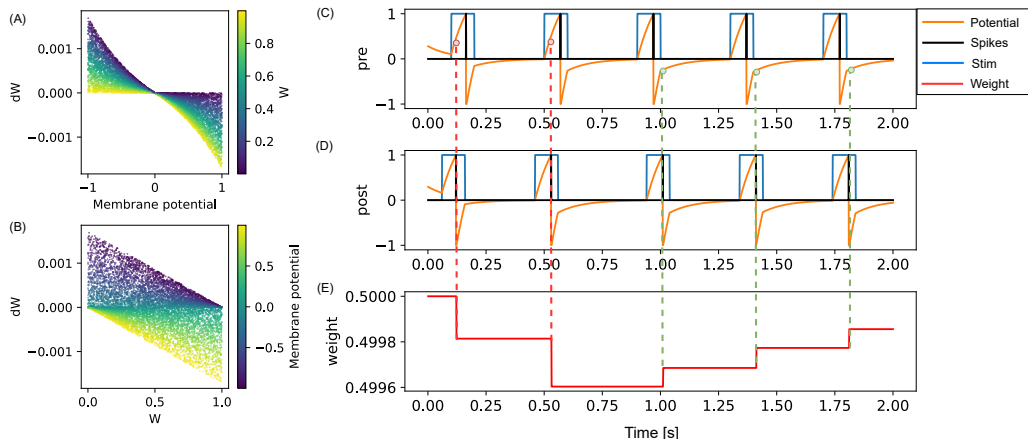 (A)
0.001
0.000
−0.001
dW
−1
0
1
Membrane potential
0.8
0.6
0.4
0.2
W
(B)
0.001
0.000
−0.001
dW
0.0
0.5
1.0
W
0.5
0.0
−0.5
Membrane potential
(C)
1
0
−1
pre
0.00 0.25 0.50 0.75 1.00 1.25 1.50 1.75 2.00
Potential
Spikes
Stim
Weight
(D)
1
0
−1
post
0.00 0.25 0.50 0.75 1.00 1.25 1.50 1.75 2.00
(E)
0.5000
0.4998
0.4996
weight
0.00 0.25 0.50 0.75 1.00 1.25 1.50 1.75 2.00
Time [s]